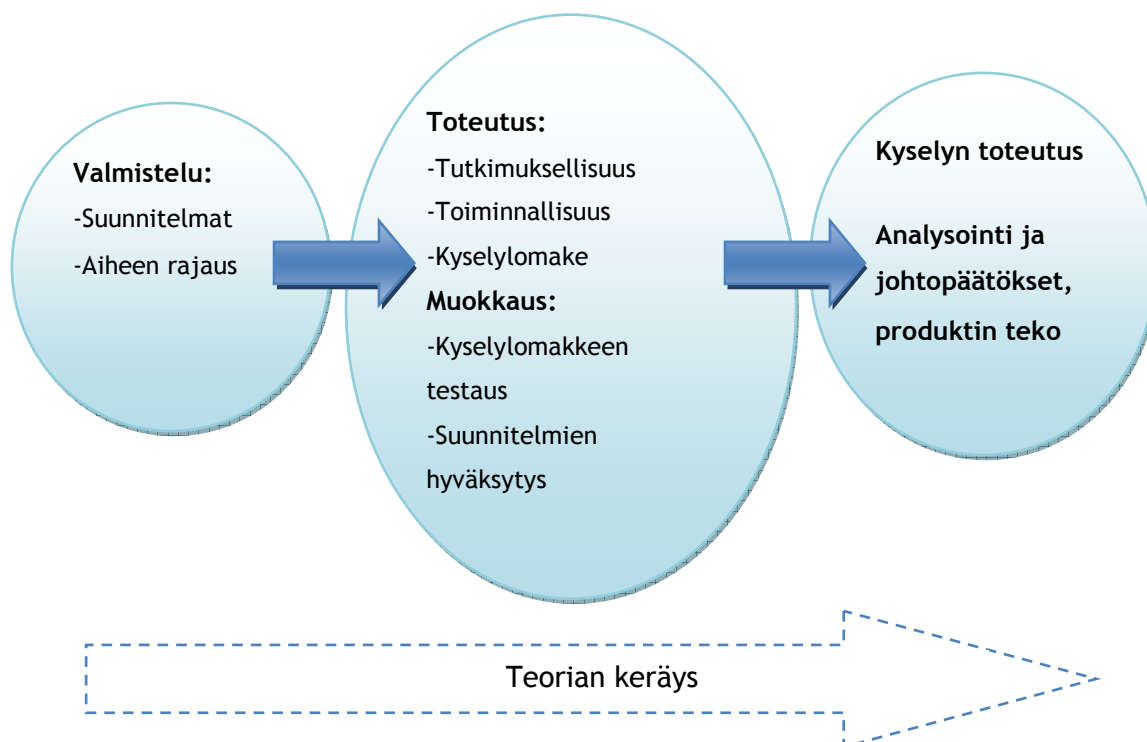 Valmistelu:
-Suunnitelmat
-Aiheen rajaus
Toteutus:
-Tutkimuksellisuus
-Toiminnallisuus
-Kyselylomake
Muokkaus:
-Kyselylomakkeen
testaus
-Suunnitelmien
hyväksytys
Kyselyn toteutus
Analysointi ja
johtopäätökset,
produktin teko
Teorian keräys